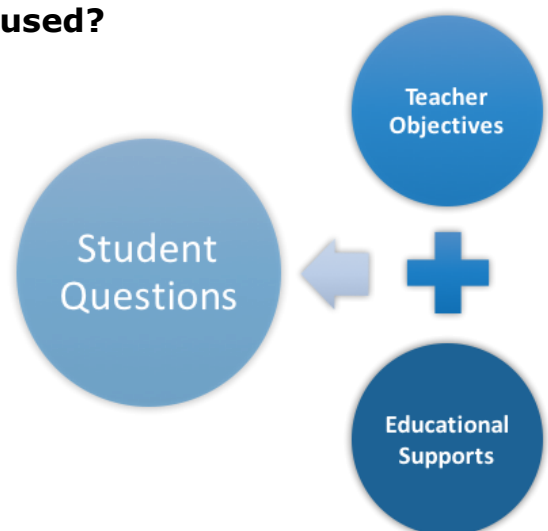 used?
Teacher
Objectives
Student
Questions
Educational
Supports